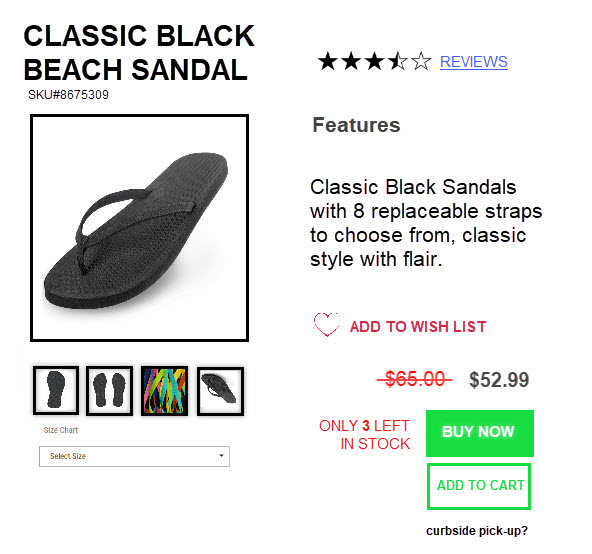 CLASSIC BLACK
BEACH SANDAL
SKU#8675309
REVIEWS
Features
Classic Black Sandals
with 8 replaceable straps
to choose from, classic
style with flair.
ADD TO WISH LIST
$65.00 $52.99
ONLY 3 LEFT
IN STOCK
BUY NOW
ADD TO CART
curbside pick-up?
Size Chart
Select Size